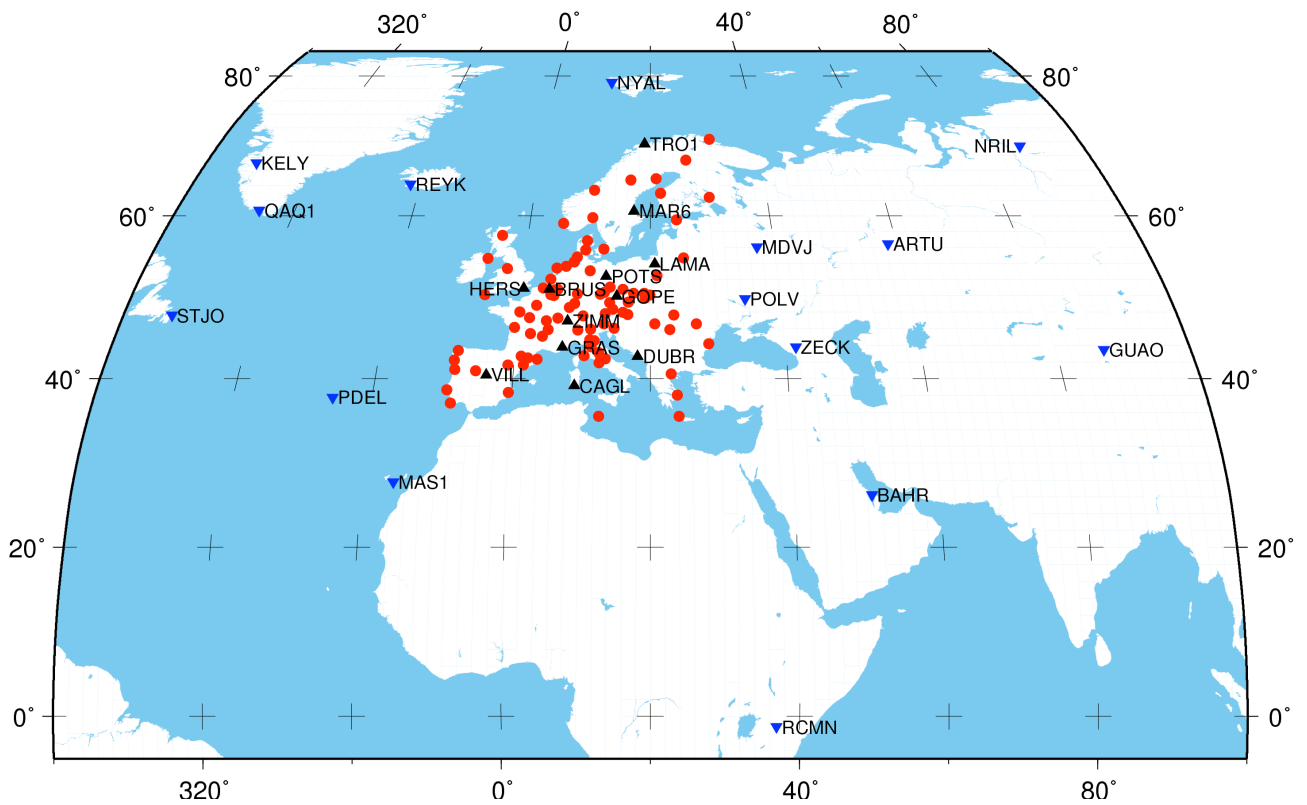 320° 0° 40° 80°
80° 80°
NYAL
TRO1
NRIL
KELY
REYK
QAQ1
MAR6
60° 60°
MDVJ
ARTU
LAMA
POTS
HERS
BRUS
GOPE
POLV
STJO
ZIMM
GRAS
DUBR
ZECK
GUAO
VILL
40° 40°
CAGL
PDEL
MAS1
BAHR
20° 20°
0° 0°
RCMN
320° 0° 40° 80°